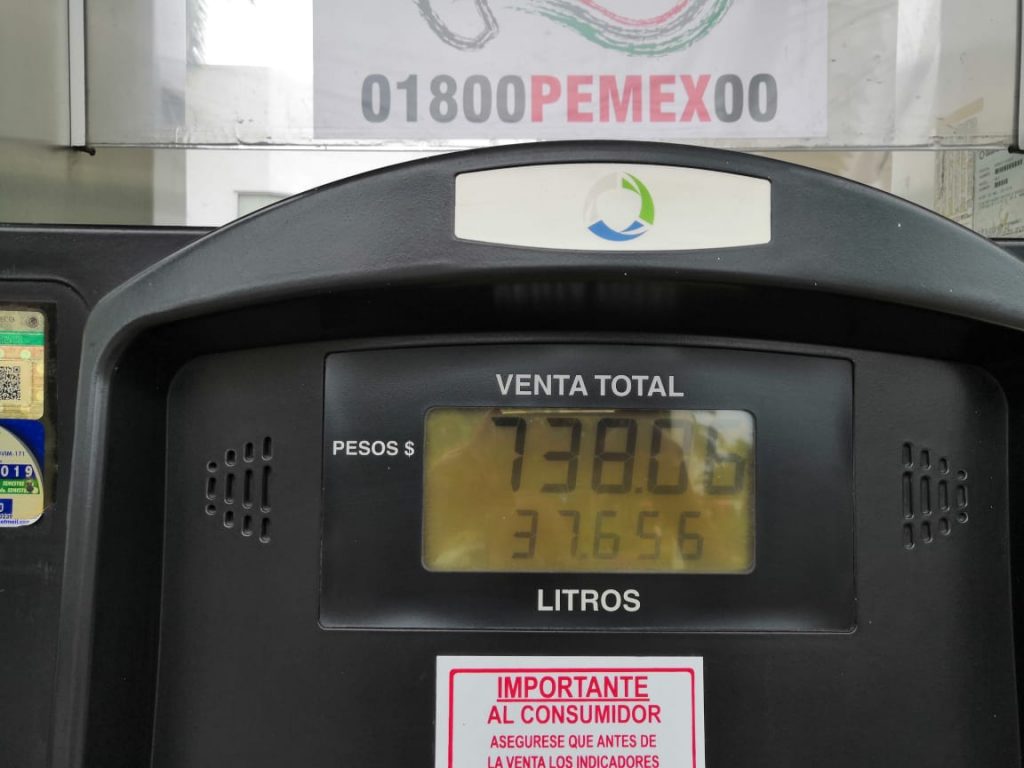 01800PEMEX00
VENTA TOTAL
PESOS $ 738.06
37.656
LITROS
IMPORTANTE
AL CONSUMIDOR
ASEGURESE QUE ANTES DE
LA VENTA LOS INDICADORES
2019